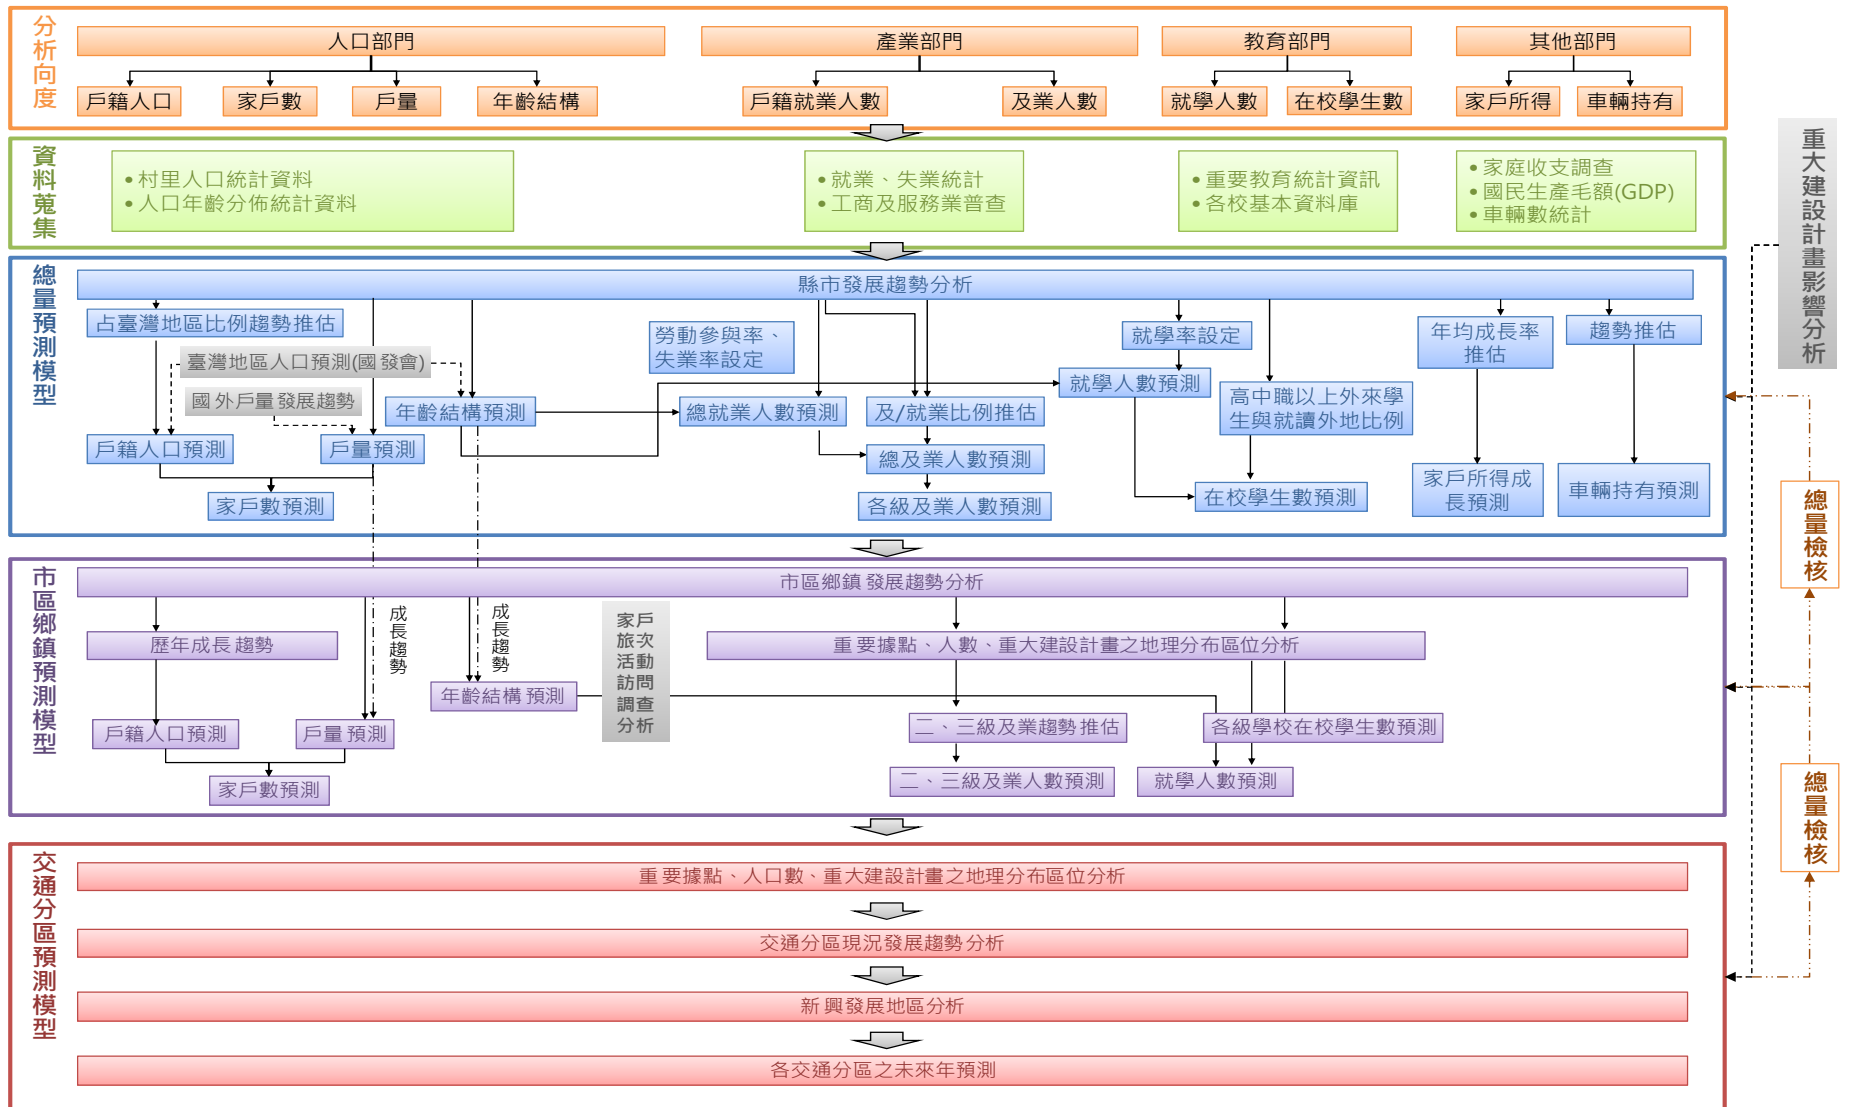 分析向度
人口部門
產業部門
教育部門
其他部門
戶籍人口
家戶數
戶量
年齡結構
戶籍就業人數
及業人數
就學人數
在校學生數
家戶所得
車輛持有
資料蒐集
• 村里人口統計資料
• 人口年齡分佈統計資料
• 就業、失業統計
• 工商及服務業普查
• 重要教育統計資訊
• 各校基本資料庫
• 家庭收支調查
• 國民生產毛額(GDP)
• 車輛數統計
重大建設計畫影響分析
總量預測模型
縣市發展趨勢分析
占臺灣地區比例趨勢推估
臺灣地區人口預測(國發會)
國外戶量發展趨勢
勞動參與率、
失業率設定
就學率設定
年均成長率
推估
趨勢推估
就學人數預測
年齡結構預測
總就業人數預測
及/就業比例推估
高中職以上外來學
生與就讀外地比例
戶籍人口預測
戶量預測
總及業人數預測
家戶數預測
各級及業人數預測
在校學生數預測
家戶所得成
長預測
車輛持有預測
總量檢核
市區鄉鎮預測模型
市區鄉鎮發展趨勢分析
歷年成長趨勢
成長趨勢
成長趨勢
家戶
旅次
活動
訪問
調查
分析
重要據點、人數、重大建設計畫之地理分布區位分析
年齡結構預測
戶籍人口預測
戶量預測
二、三級及業趨勢推估
各級學校在校學生數預測
家戶數預測
二、三級及業人數預測
就學人數預測
總量檢核
交通分區預測模型
重要據點、人口數、重大建設計畫之地理分布區位分析
交通分區現況發展趨勢分析
新興發展地區分析
各交通分區之未來年預測